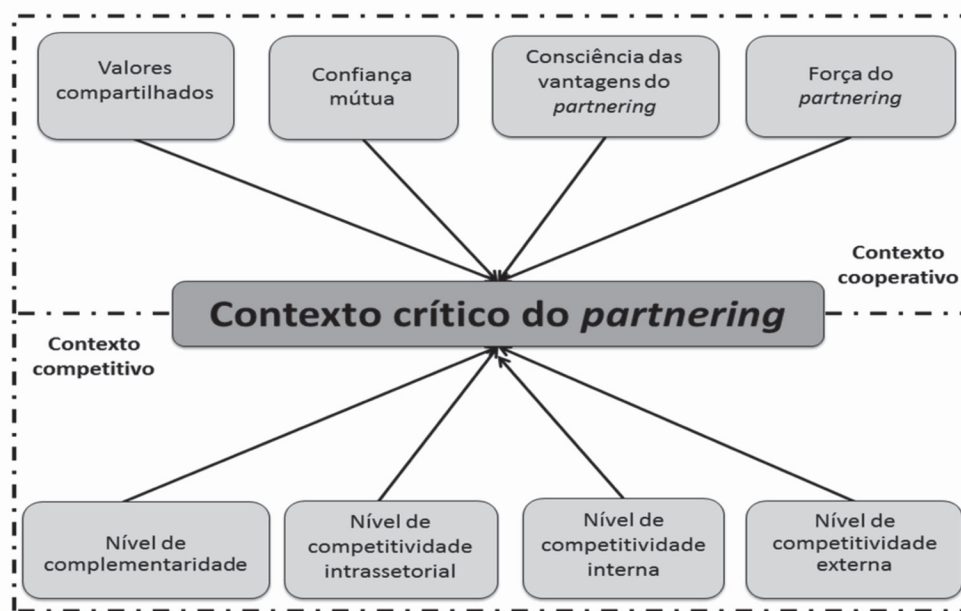 Valores
compartilhados
Confiança
mútua
Consciência das
vantagens do
partnering
Força do
partnering
Contexto
cooperativo
Contexto crítico do partnering
Contexto
competitivo
Nível de
complementaridade
Nível de
competitividade
intrassetorial
Nível de
competitividade
interna
Nível de
competitividade
externa